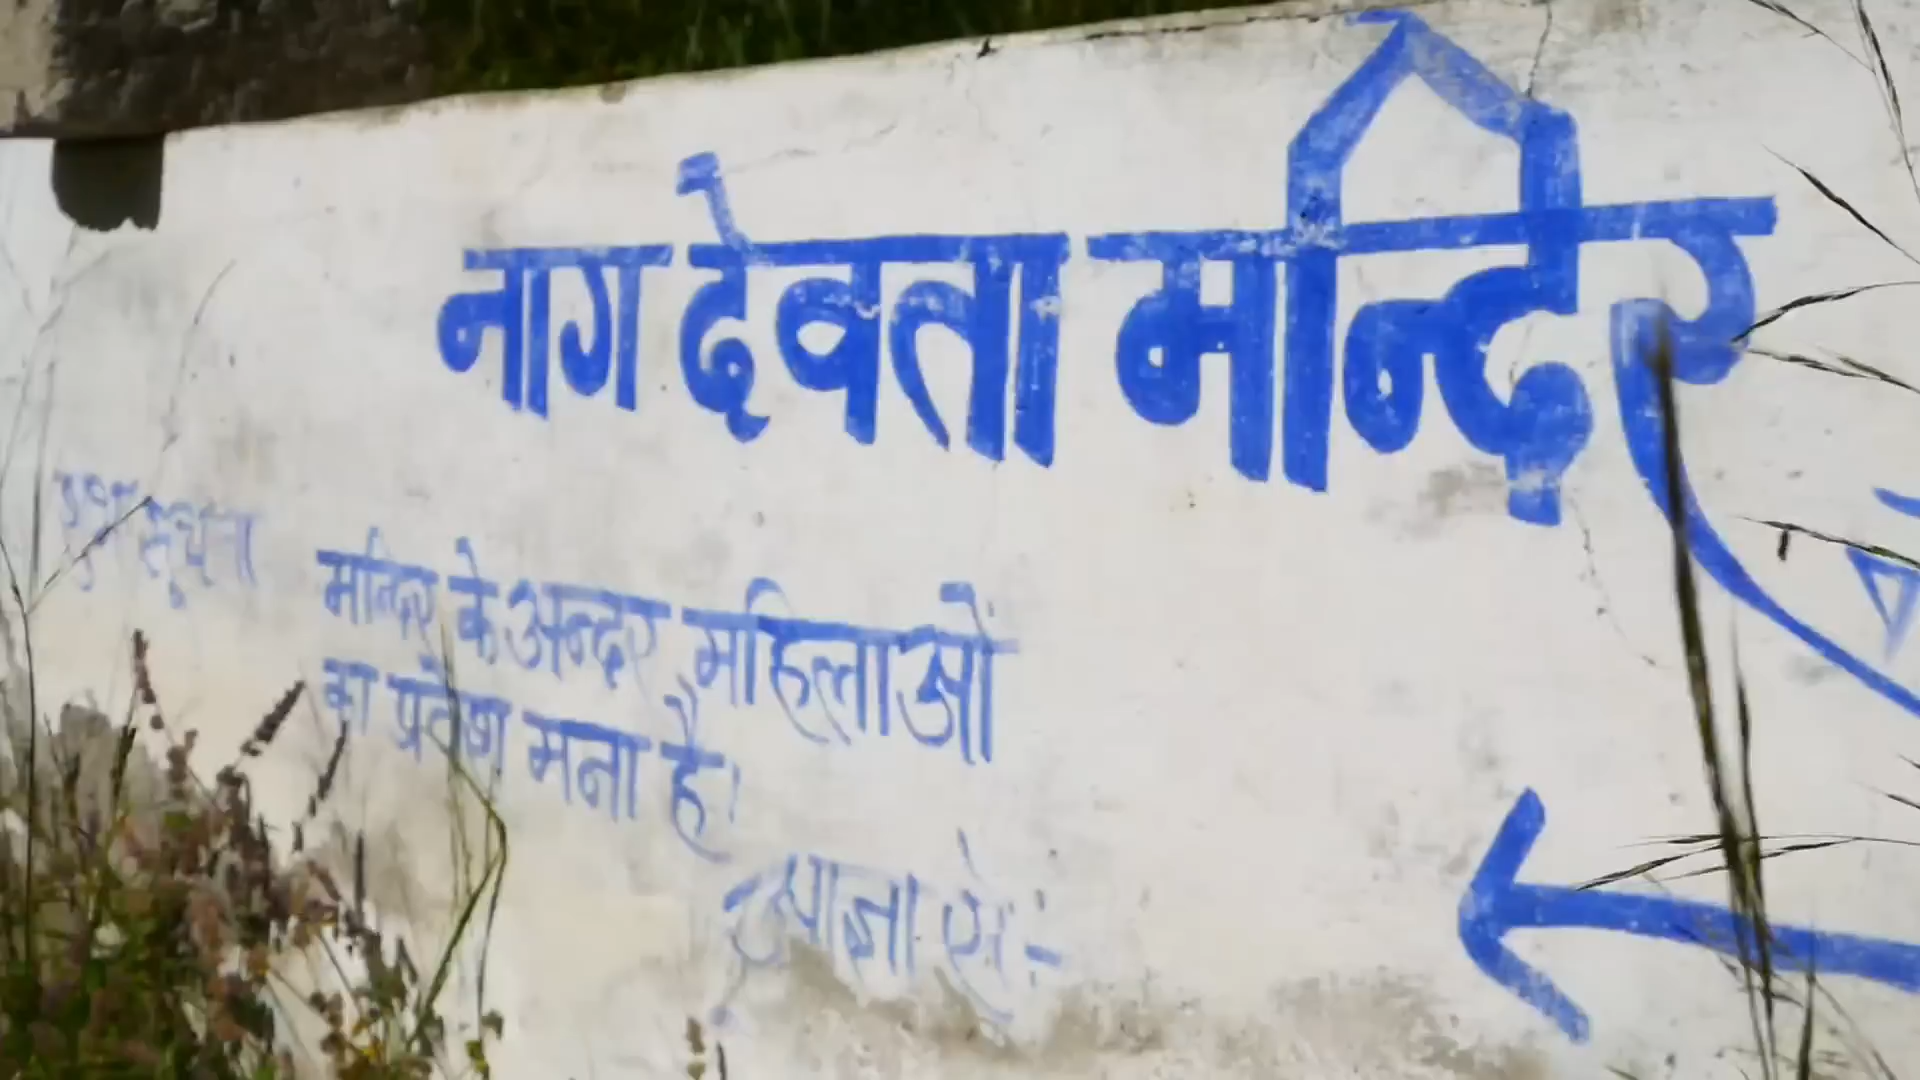 नाग देवता मन्दिर
सूचना
मन्दिर के अन्दर महिलाओं
का प्रवेश मना है।
आज्ञा से:-